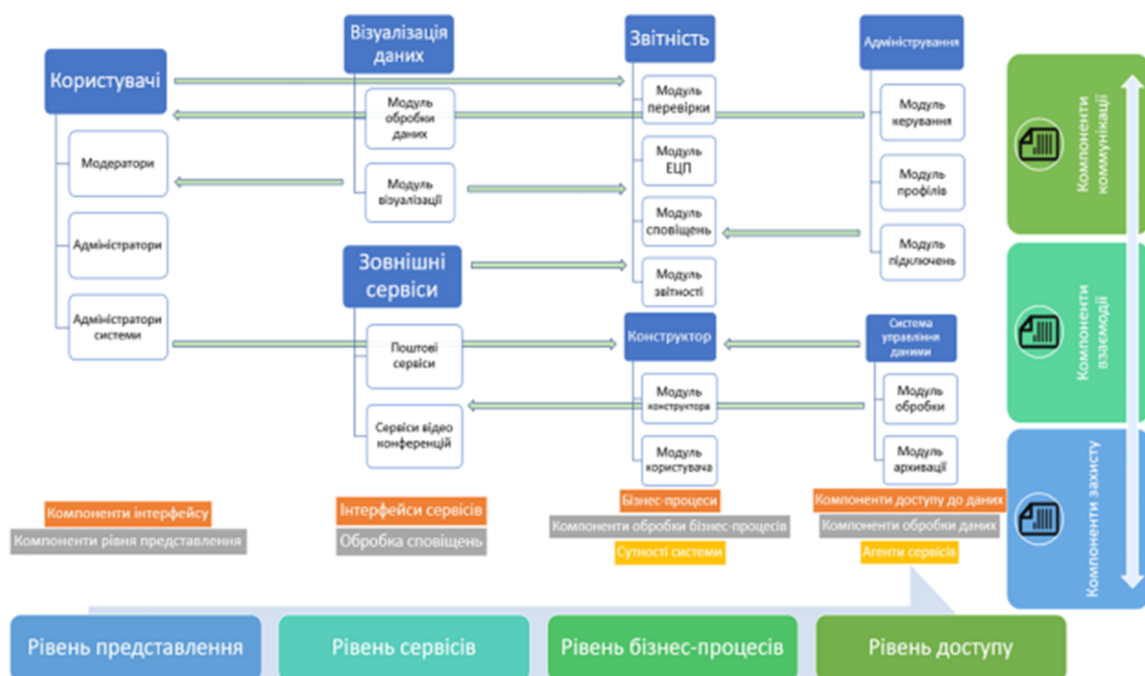 Користувачі
Модератори
Адміністратори
Адміністратори
системи
Візуалізація
даних
Модуль
обробки
даних
Модуль
візуалізації
Зовнішні
сервіси
Поштові
сервіси
Сервіси відео
конференцій
Звітність
Модуль
перевірки
Модуль
ЕЦП
Модуль
сповіщень
Модуль
звітності
Конструктор
Модуль
конструктора
Модуль
користувача
Адміністрування
Модуль
керування
Модуль
профілів
Модуль
підключень
Система
управління
даними
Модуль
обробки
Модуль
архивації
Компоненти
коммунікації
Компоненти
взаємодії
Компоненти захисту
Компоненти інтерфейсу
Компоненти рівня представлення
Інтерфейси сервісів
Обробка сповіщень
Бізнес-процеси
Компоненти обробки бізнес-процесів
Сутності системи
Компоненти доступу до даних
Компоненти обробки даних
Агенти сервісів
Рівень представлення
Рівень сервісів
Рівень бізнес-процесів
Рівень доступу